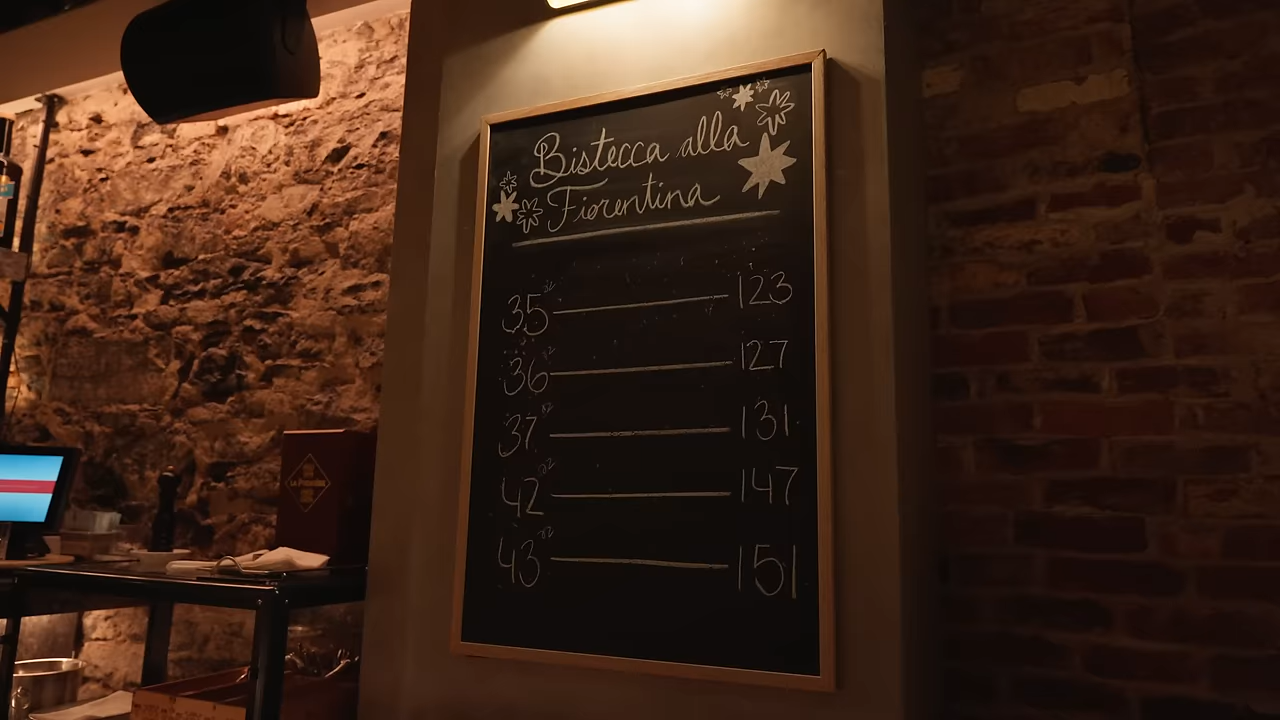 Bistecca alla
Fiorentina
35oz 123
36oz 127
37oz 131
42oz 147
43oz 151